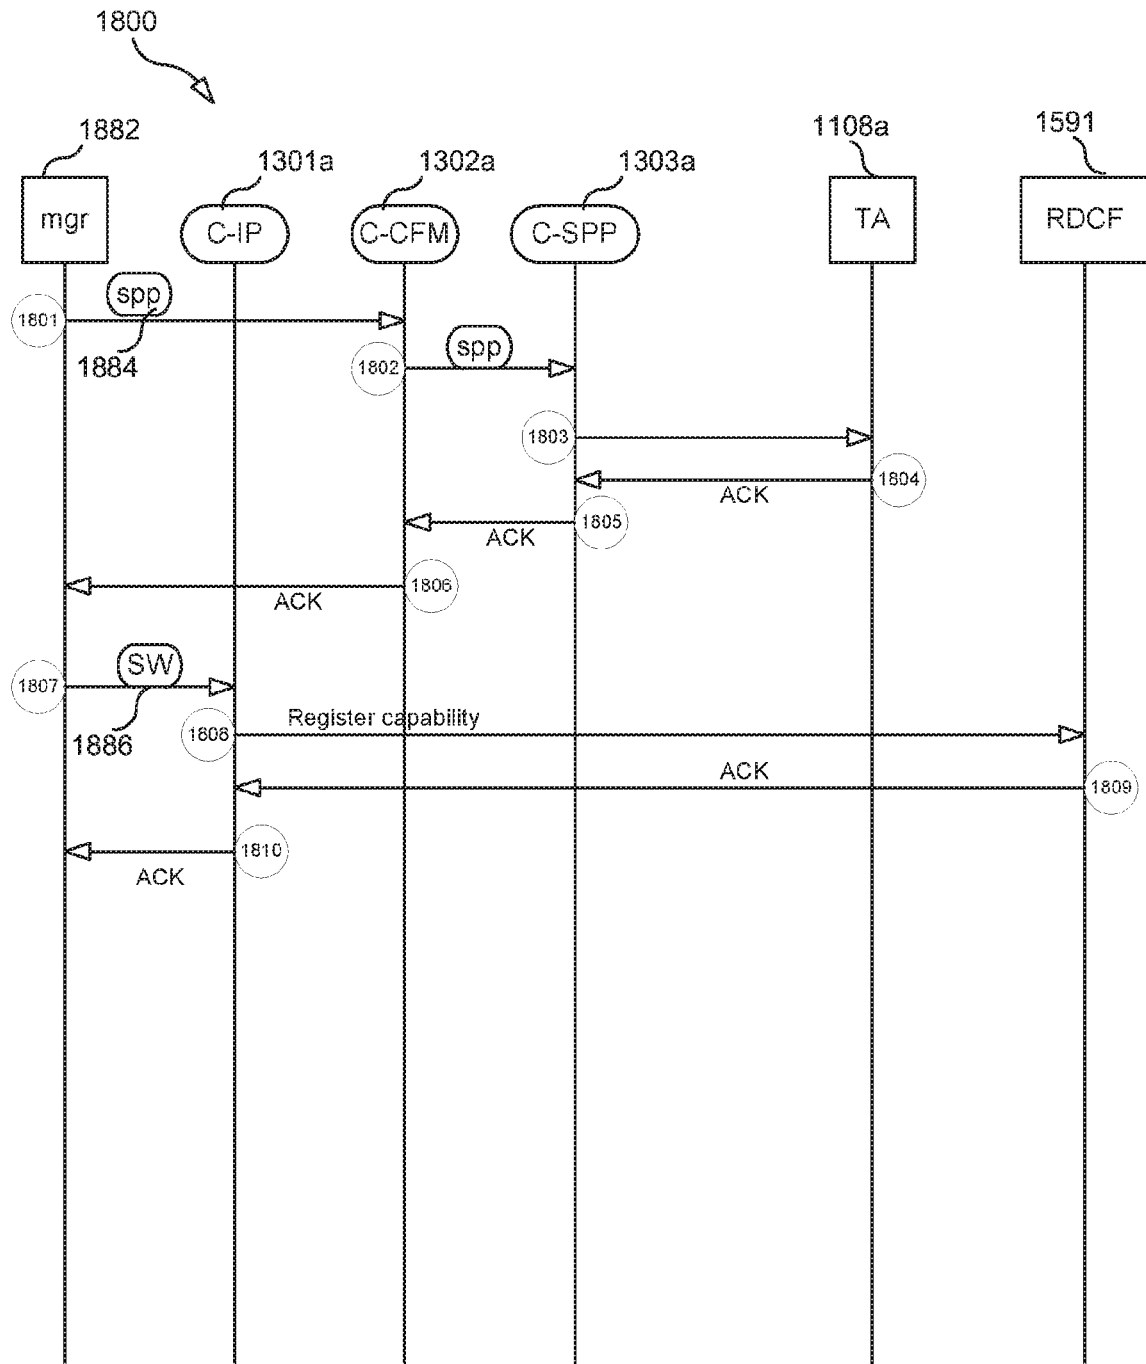 1800
1882
1301a
1302a
1303a
1108a
1591
mgr
C-IP
C-CFM
C-SPP
TA
RDCF
spp
1801
1884
spp
1802
1803
1804
ACK
1805
ACK
1806
ACK
SW
1807
1886
Register capability
1808
ACK
1809
1810
ACK